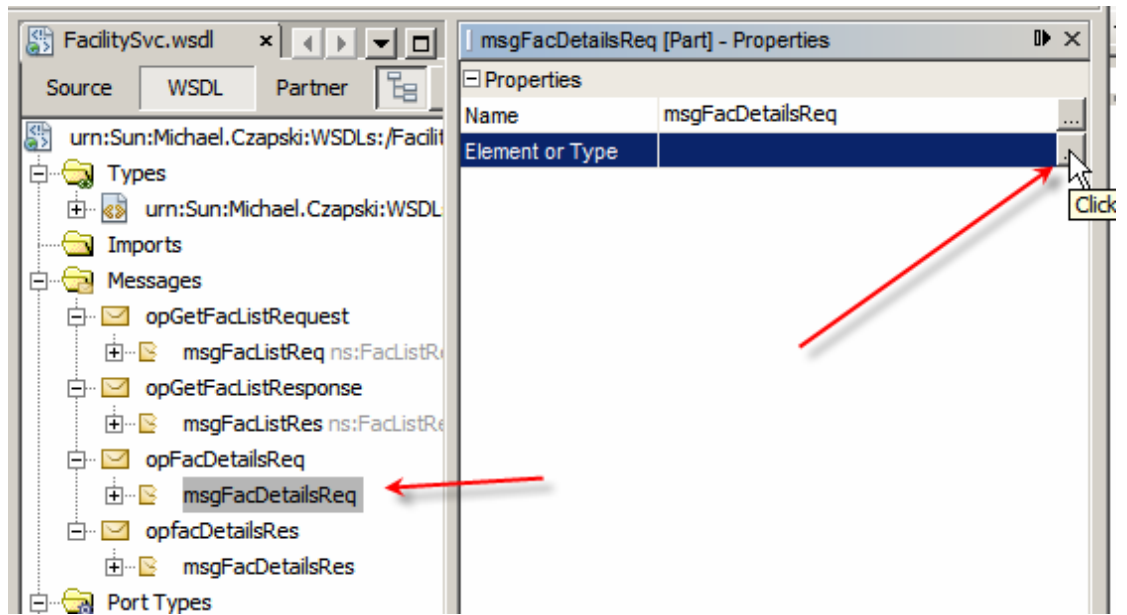 FacilitySvc.wsdl
Source WSDL Partner
urn:Sun:Michael.Czapski:WSDLs:/Facilit
Types
urn:Sun:Michael.Czapski:WSDL
Imports
Messages
opGetFacListRequest
msgFacListReq ns:FacListRe
opGetFacListResponse
msgFacListRes ns:FacListRe
opFacDetailsReq
msgFacDetailsReq
opfacDetailsRes
msgFacDetailsRes
Port Types
msgFacDetailsReq [Part] - Properties
Properties
Name msgFacDetailsReq ...
Element or Type
Click